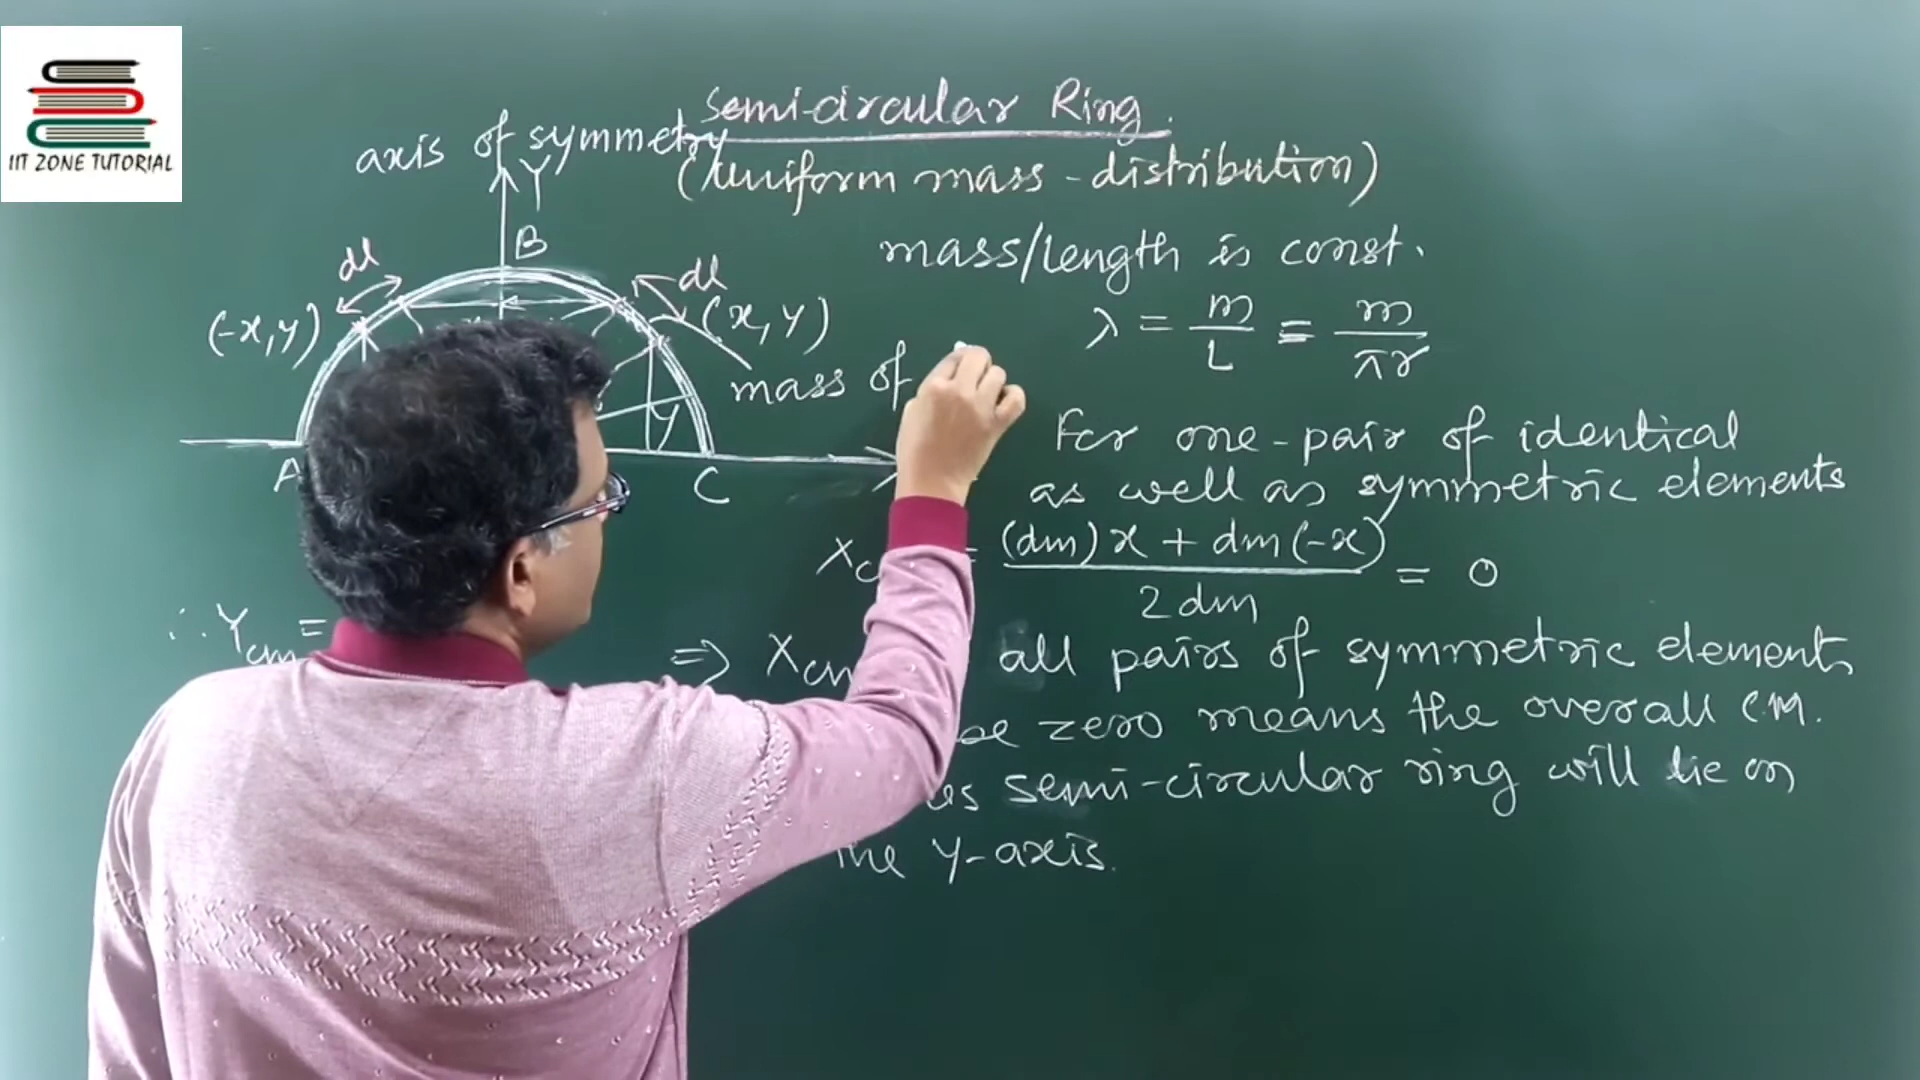 IIT ZONE TUTORIAL
Semi-circular Ring.
(Uniform mass-distribution)
axis of symmetry
Y
B
dl
dl
(-x,y)
(x,y)
mass of
y
A
C
mass/length is const.
λ = m/L = m/πr
For one-pair of identical
as well as symmetric elements
= (dm)x + dm(-x) / 2dm = 0
∴ Ycm =
⇒ Xcm all pairs of symmetric elements
zero means the overall C.M.
semi-circular ring will lie on
the y-axis.